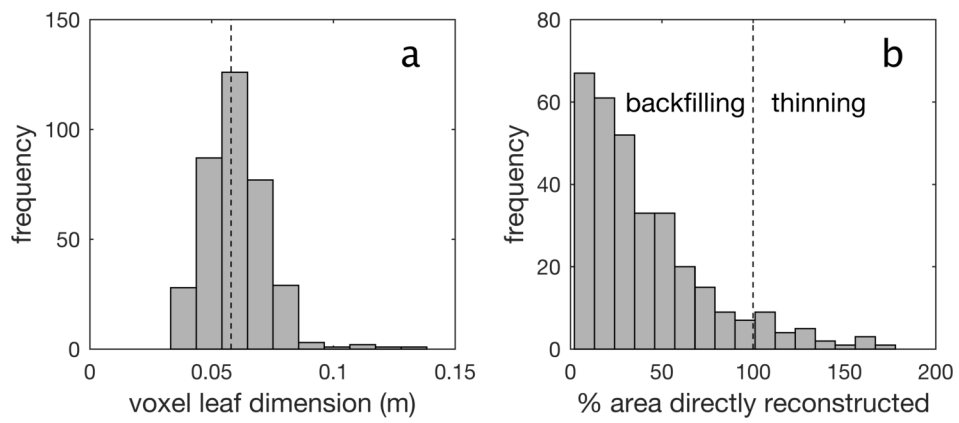 150
100
50
0
frequency
a
0
0.05
0.1
0.15
voxel leaf dimension (m)
80
60
40
20
0
frequency
b
backfilling
thinning
0
50
100
150
200
% area directly reconstructed